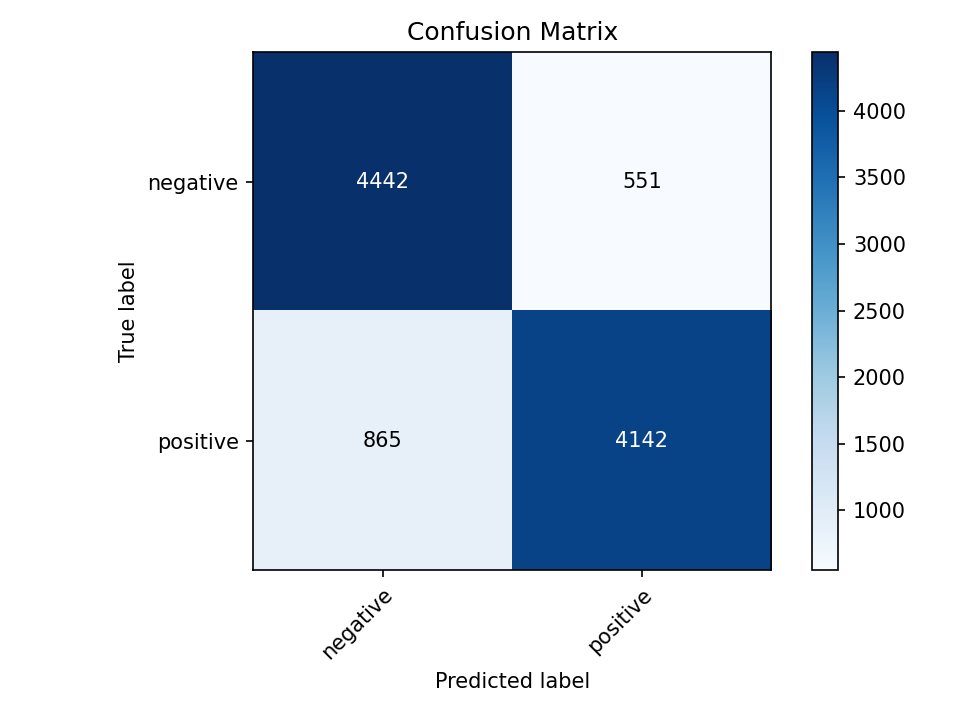 Confusion Matrix
True label
negative
positive
4442
551
865
4142
negative
positive
Predicted label
4000
3500
3000
2500
2000
1500
1000